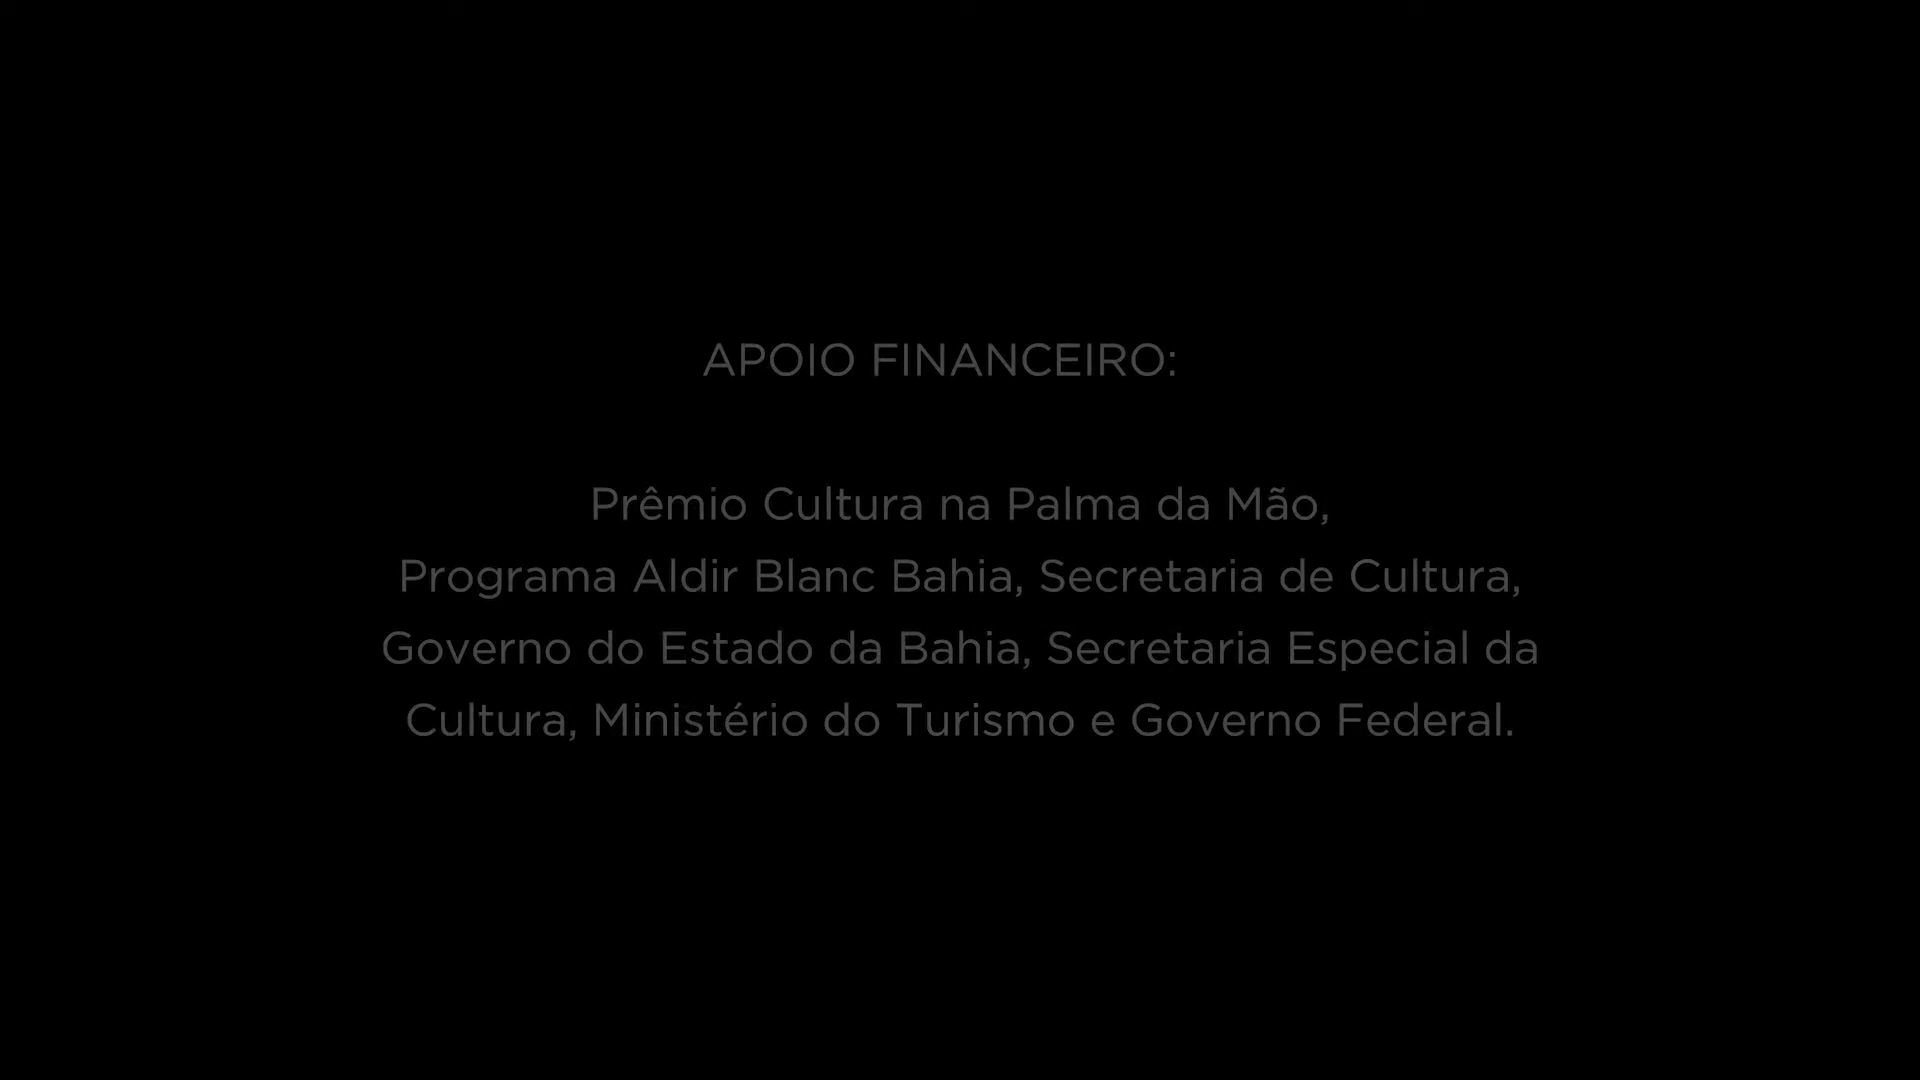 APOIO FINANCEIRO:
Prêmio Cultura na Palma da Mão,
Programa Aldir Blanc Bahia, Secretaria de Cultura,
Governo do Estado da Bahia, Secretaria Especial da
Cultura, Ministério do Turismo e Governo Federal.